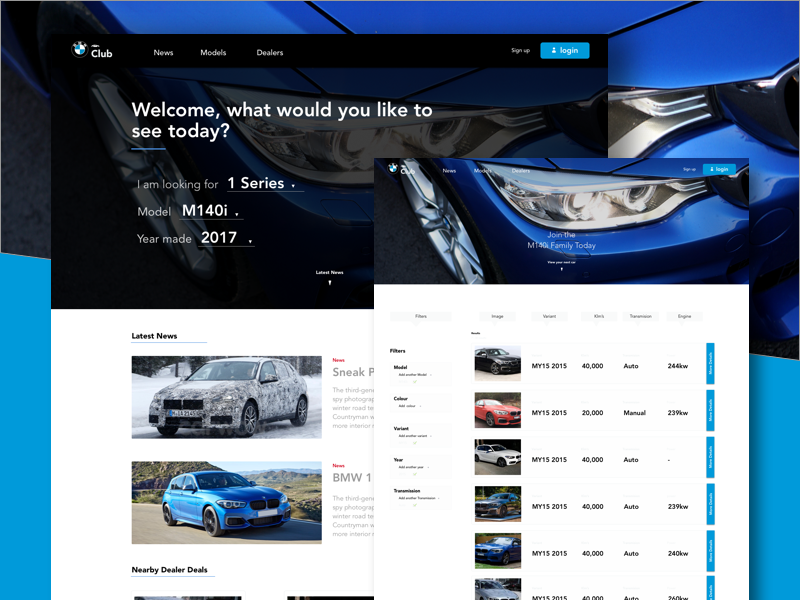 Club
News
Models
Dealers
Sign up
login
Welcome, what would you like to
see today?
I am looking for 1 Series
Model M140i
Year made 2017
Latest News
Latest News
News
Sneak P
The third-gene
spy photograp
winter road te
Countryman w
more interior r
News
BMW 1
The third-gene
spy photograp
winter road te
Countryman w
more interior r
Nearby Dealer Deals
Club
News
Models
Dealers
Sign up
login
Join the
M140i Family Today
View your next car
Filters
Image
Variant
Klm's
Transmission
Engine
Results
Filters
Model
Add another Model
Colour
Add colour
Variant
Add another variant
Year
Add another year
Transmission
Add another Transmission
MY15 2015 40,000 Auto 244kw
More Details
MY15 2015 20,000 Manual 239kw
More Details
MY15 2015 40,000 Auto -
More Details
MY15 2015 40,000 Auto 239kw
More Details
MY15 2015 40,000 Auto 240kw
More Details
MY15 2015 40,000 Auto 260kw